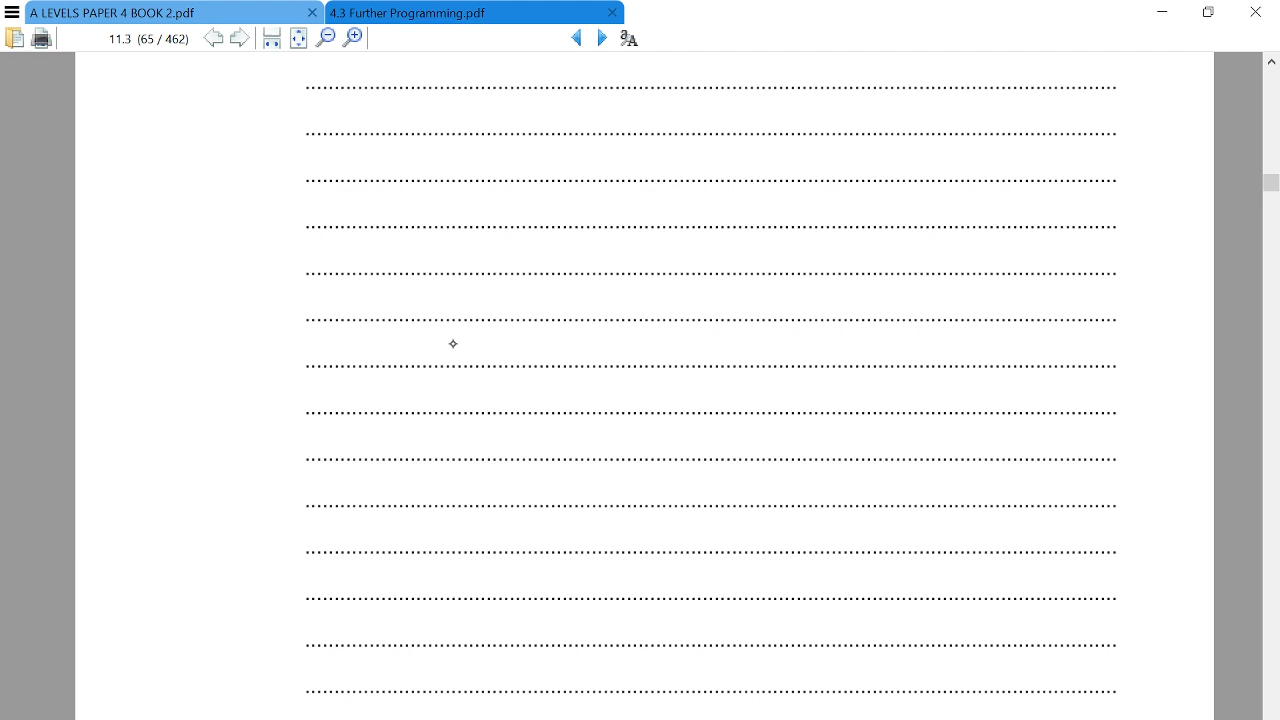 A LEVELS PAPER 4 BOOK 2.pdf
4.3 Further Programming.pdf
11.3 (65 / 462)